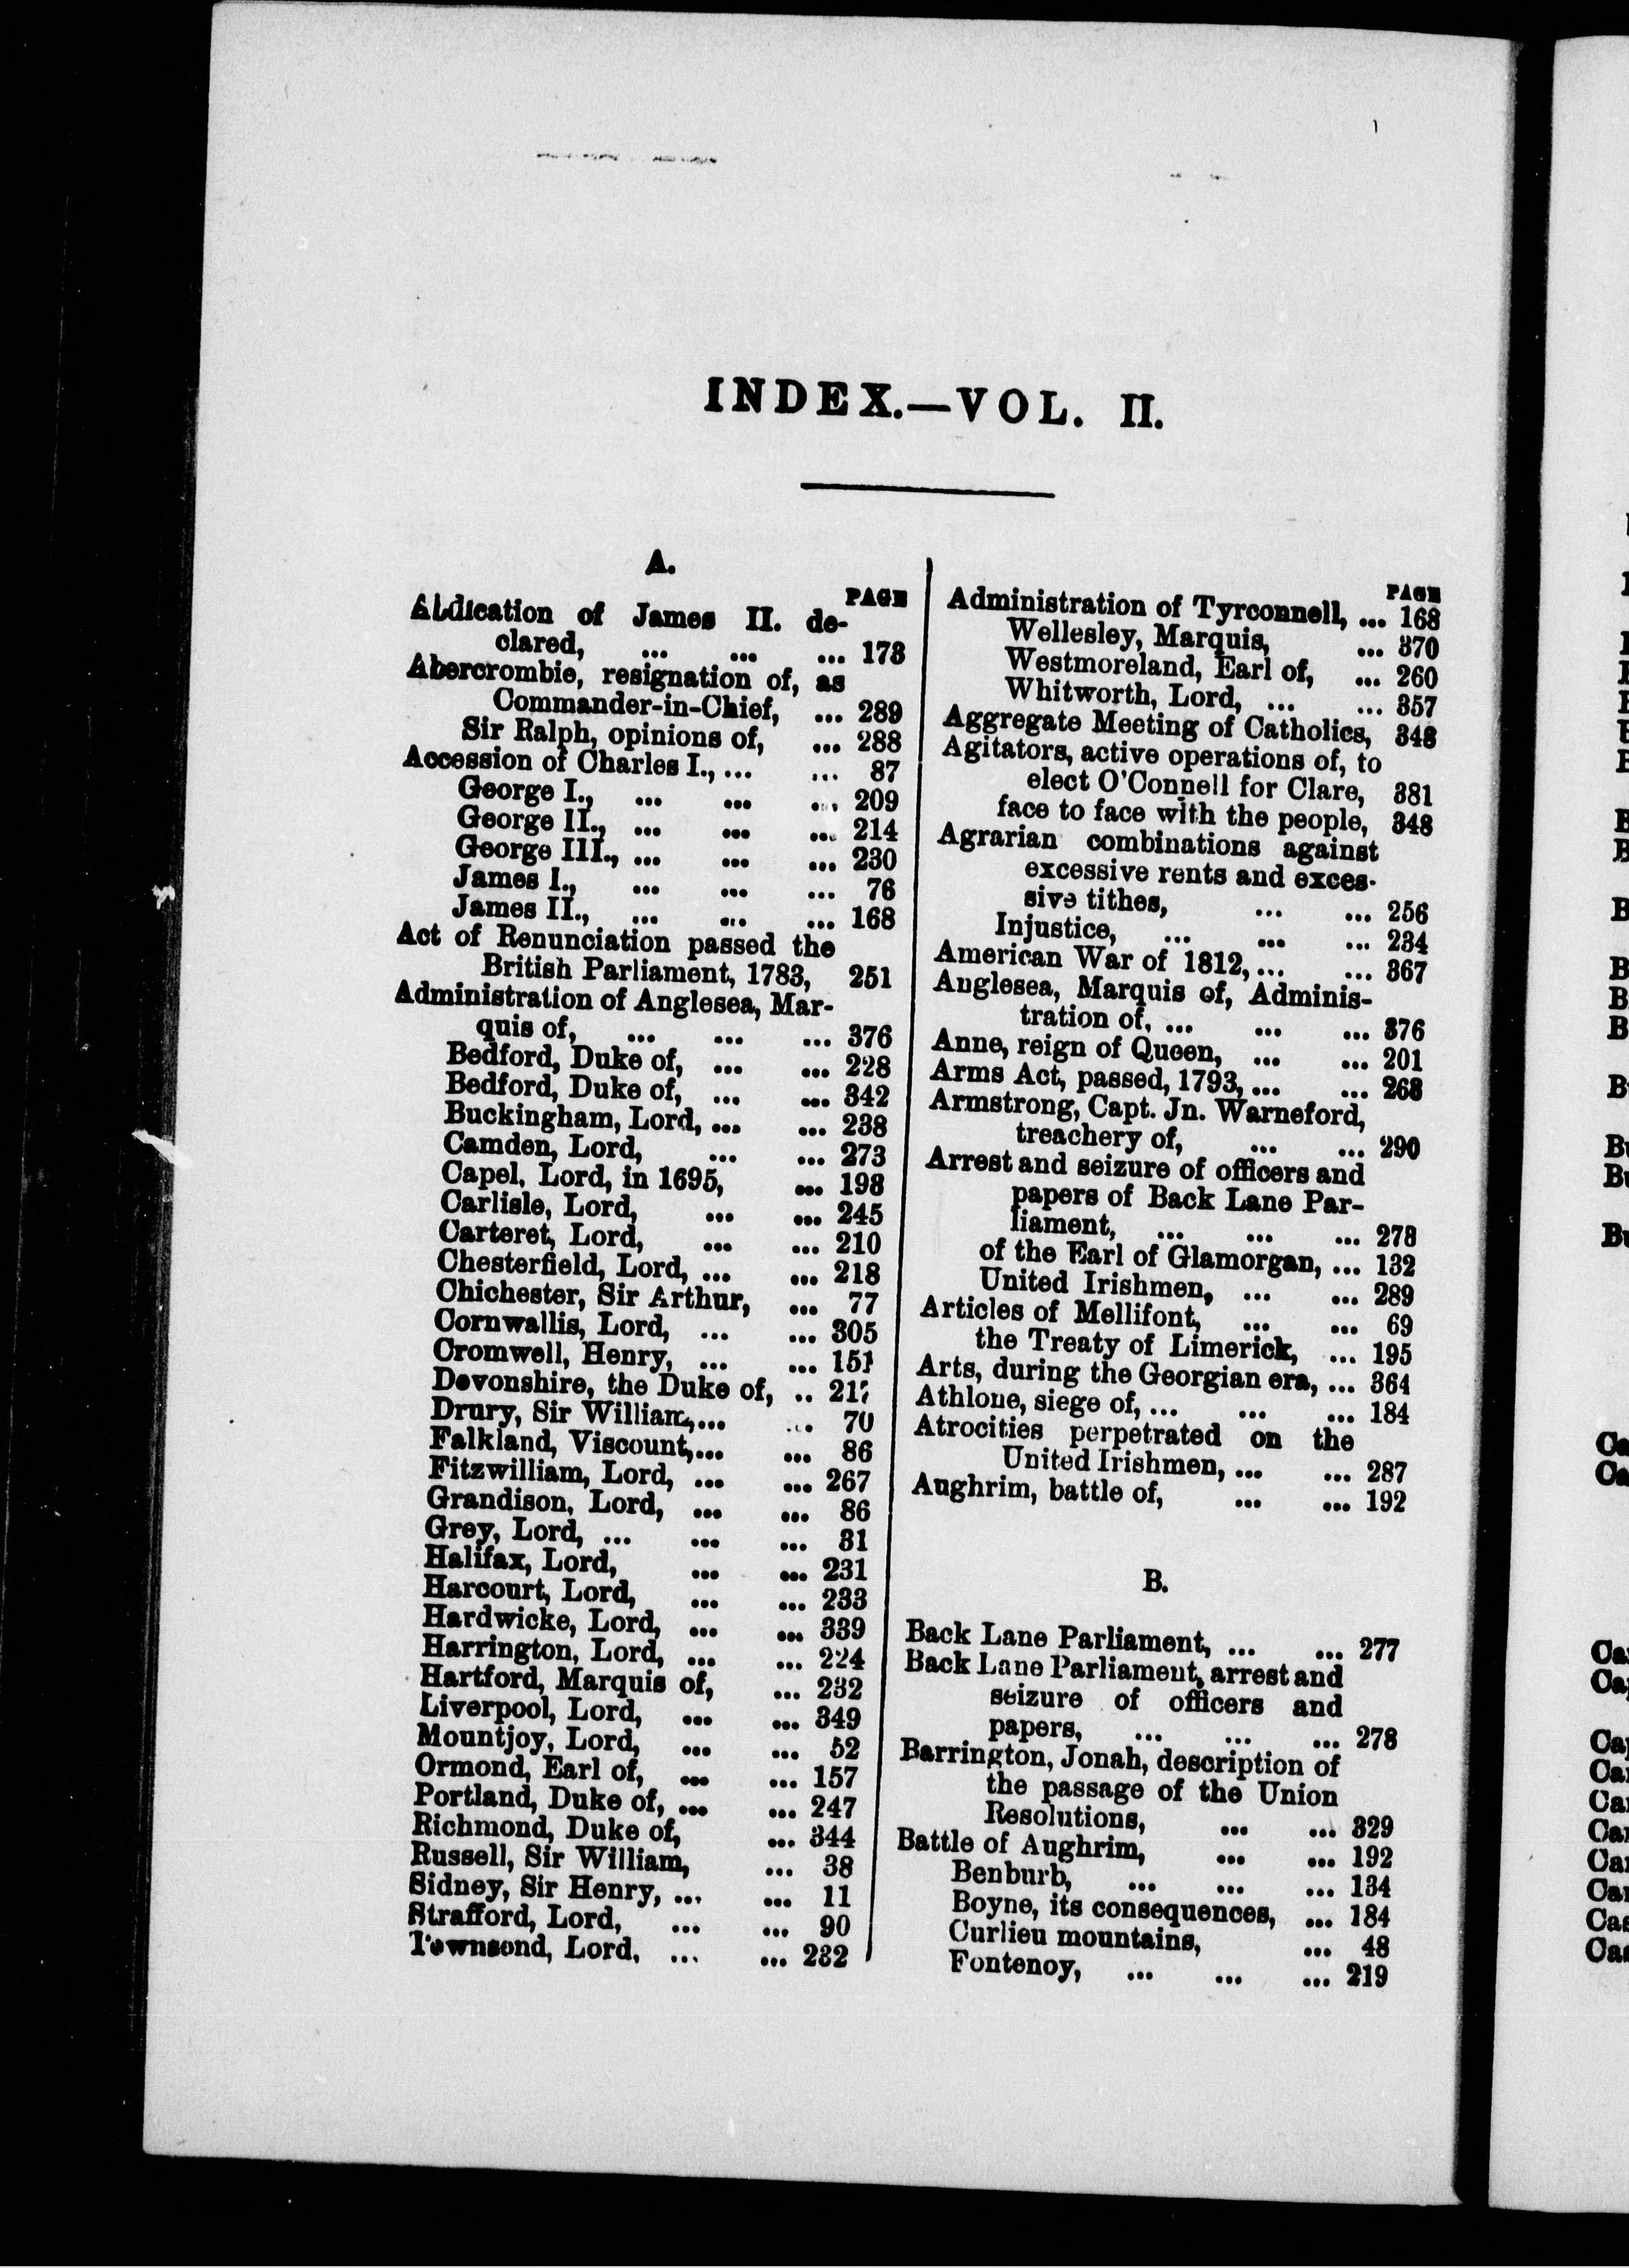 INDEX.—VOL. II.
A.
PAGE
Abdication of James II. de-
clared, ... ... ... 173
Abercrombie, resignation of, as
Commander-in-Chief, ... 289
Sir Ralph, opinions of, ... 288
Accession of Charles I., ... ... 87
George I., ... ... ... 209
George II., ... ... ... 214
George III., ... ... ... 230
James I., ... ... ... 76
James II., ... ... ... 168
Act of Renunciation passed the
British Parliament, 1783, 251
Administration of Anglesea, Mar-
quis of, ... ... ... 376
Bedford, Duke of, ... ... 228
Bedford, Duke of, ... ... 342
Buckingham, Lord, ... ... 238
Camden, Lord, ... ... 273
Capel, Lord, in 1695, ... 198
Carlisle, Lord, ... ... 245
Carteret, Lord, ... ... 210
Chesterfield, Lord, ... ... 218
Chichester, Sir Arthur, ... 77
Cornwallis, Lord, ... ... 305
Cromwell, Henry, ... ... 151
Devonshire, the Duke of, .. 217
Drury, Sir William, ... ... 70
Falkland, Viscount, ... ... 86
Fitzwilliam, Lord, ... ... 267
Grandison, Lord, ... ... 86
Grey, Lord, ... ... ... 31
Halifax, Lord, ... ... 231
Harcourt, Lord, ... ... 233
Hardwicke, Lord, ... ... 339
Harrington, Lord, ... ... 224
Hartford, Marquis of, ... 232
Liverpool, Lord, ... ... 349
Mountjoy, Lord, ... ... 52
Ormond, Earl of, ... ... 157
Portland, Duke of, ... ... 247
Richmond, Duke of, ... 344
Russell, Sir William, ... 38
Sidney, Sir Henry, ... ... 11
Strafford, Lord, ... ... 90
Townsend, Lord, ... ... 232
PAGE
Administration of Tyrconnell, ... 168
Wellesley, Marquis, ... 370
Westmoreland, Earl of, ... 260
Whitworth, Lord, ... ... 357
Aggregate Meeting of Catholics, 348
Agitators, active operations of, to
elect O'Connell for Clare, 381
face to face with the people, 348
Agrarian combinations against
excessive rents and exces-
sive tithes, ... ... 256
Injustice, ... ... ... 234
American War of 1812, ... ... 367
Anglesea, Marquis of, Adminis-
tration of, ... ... ... 376
Anne, reign of Queen, ... ... 201
Arms Act, passed, 1793, ... ... 268
Armstrong, Capt. Jn. Warneford,
treachery of, ... ... 290
Arrest and seizure of officers and
papers of Back Lane Par-
liament, ... ... ... 278
of the Earl of Glamorgan, ... 132
United Irishmen, ... ... 289
Articles of Mellifont, ... ... 69
the Treaty of Limerick, ... 195
Arts, during the Georgian era, ... 364
Athlone, siege of, ... ... ... 184
Atrocities perpetrated on the
United Irishmen, ... ... 287
Aughrim, battle of, ... ... 192
B.
Back Lane Parliament, ... ... 277
Back Lane Parliament, arrest and
seizure of officers and
papers, ... ... ... 278
Barrington, Jonah, description of
the passage of the Union
Resolutions, ... ... 329
Battle of Aughrim, ... ... 192
Benburb, ... ... ... 134
Boyne, its consequences, ... 184
Curlieu mountains, ... 48
Fontenoy, ... ... ... 219